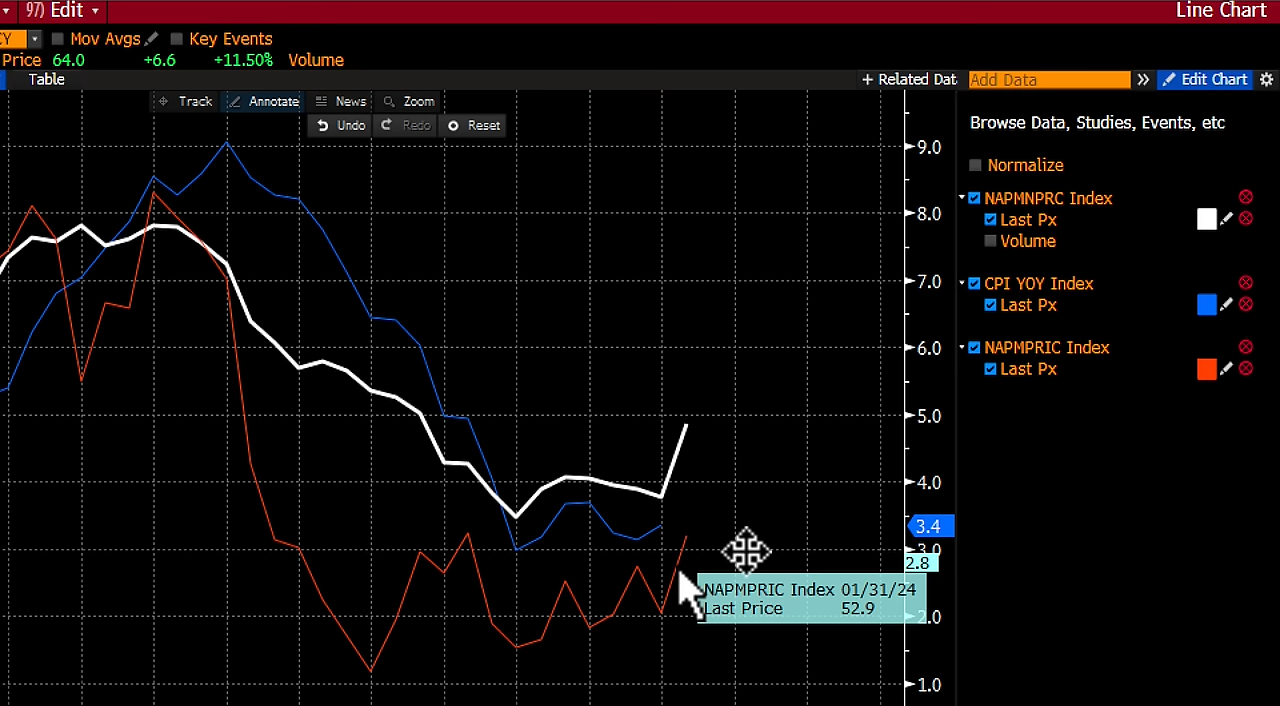 97) Edit
Line Chart
CY
Mov Avgs
Key Events
Price 64.0 +6.6 +11.50% Volume
Table
+ Related Dat
Add Data
» Edit Chart
Track
Annotate
News
Zoom
Undo
Redo
Reset
Browse Data, Studies, Events, etc
Normalize
NAPMNPRC Index
Last Px
Volume
CPI YOY Index
Last Px
NAPMPRIC Index
Last Px
9.0
8.0
7.0
6.0
5.0
4.0
3.4
3.0
2.8
2.0
1.0
NAPMPRIC Index 01/31/24
Last Price 52.9